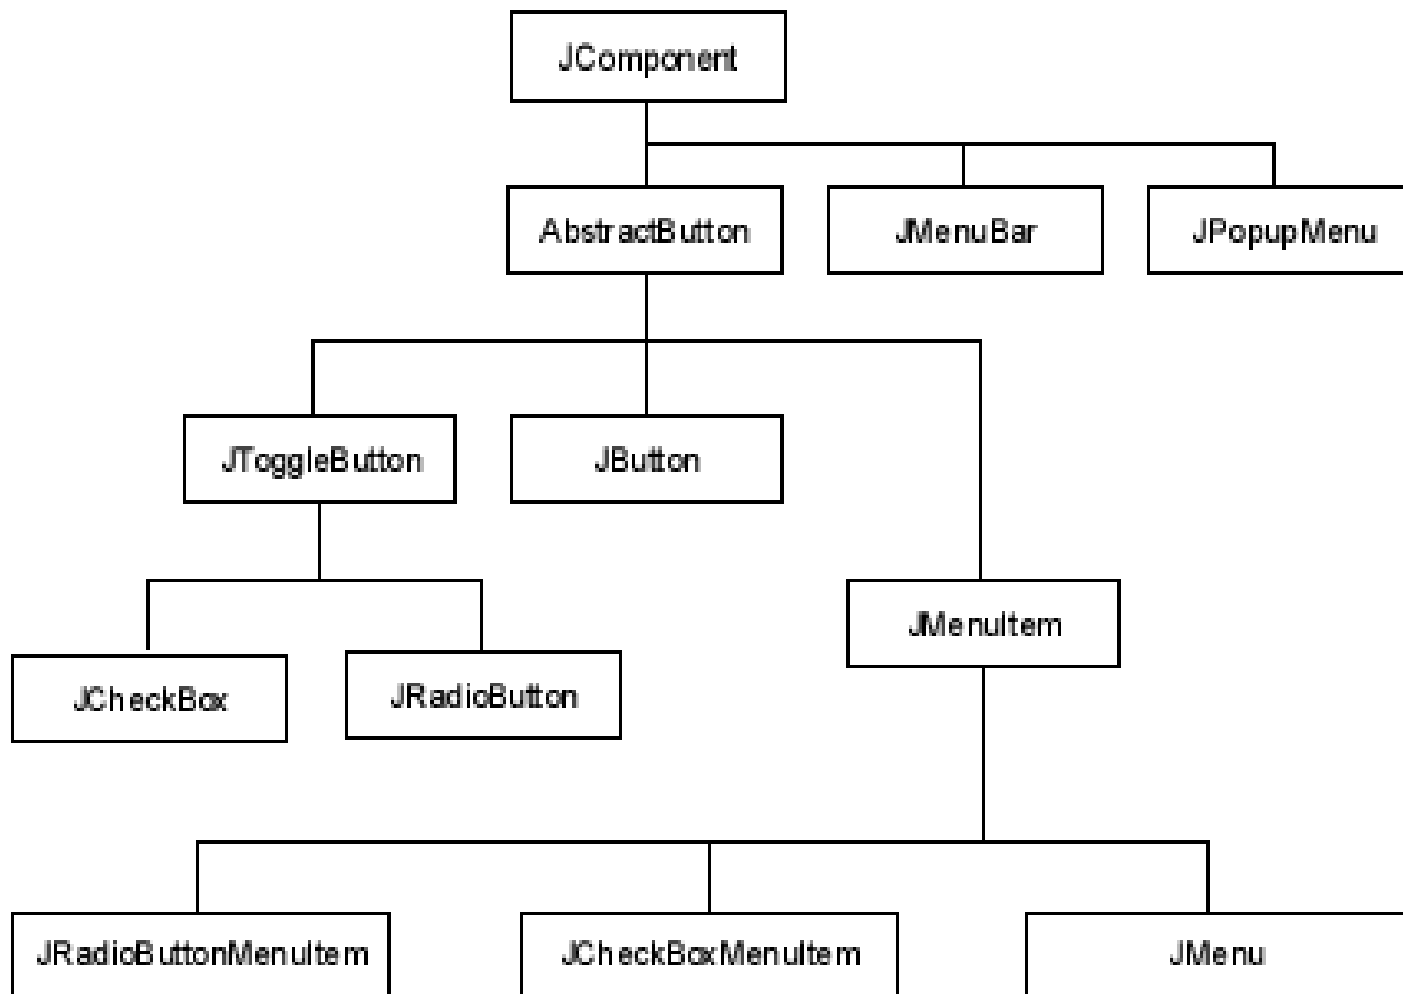 JComponent
AbstractButton
JMenuBar
JPopupMenu
JToggleButton
JButton
JMenuItem
JCheckBox
JRadioButton
JRadioButtonMenuItem
JCheckBoxMenuItem
JMenu